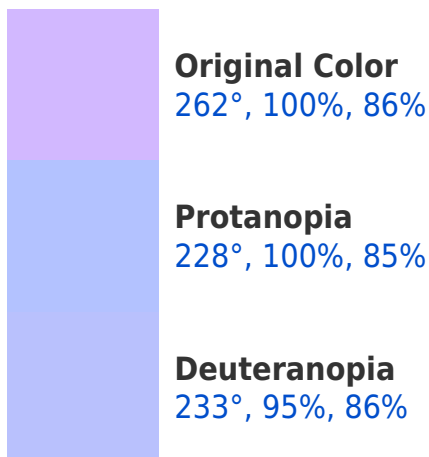 Original Color
262°, 100%, 86%
Protanopia
228°, 100%, 85%
Deuteranopia
233°, 95%, 86%